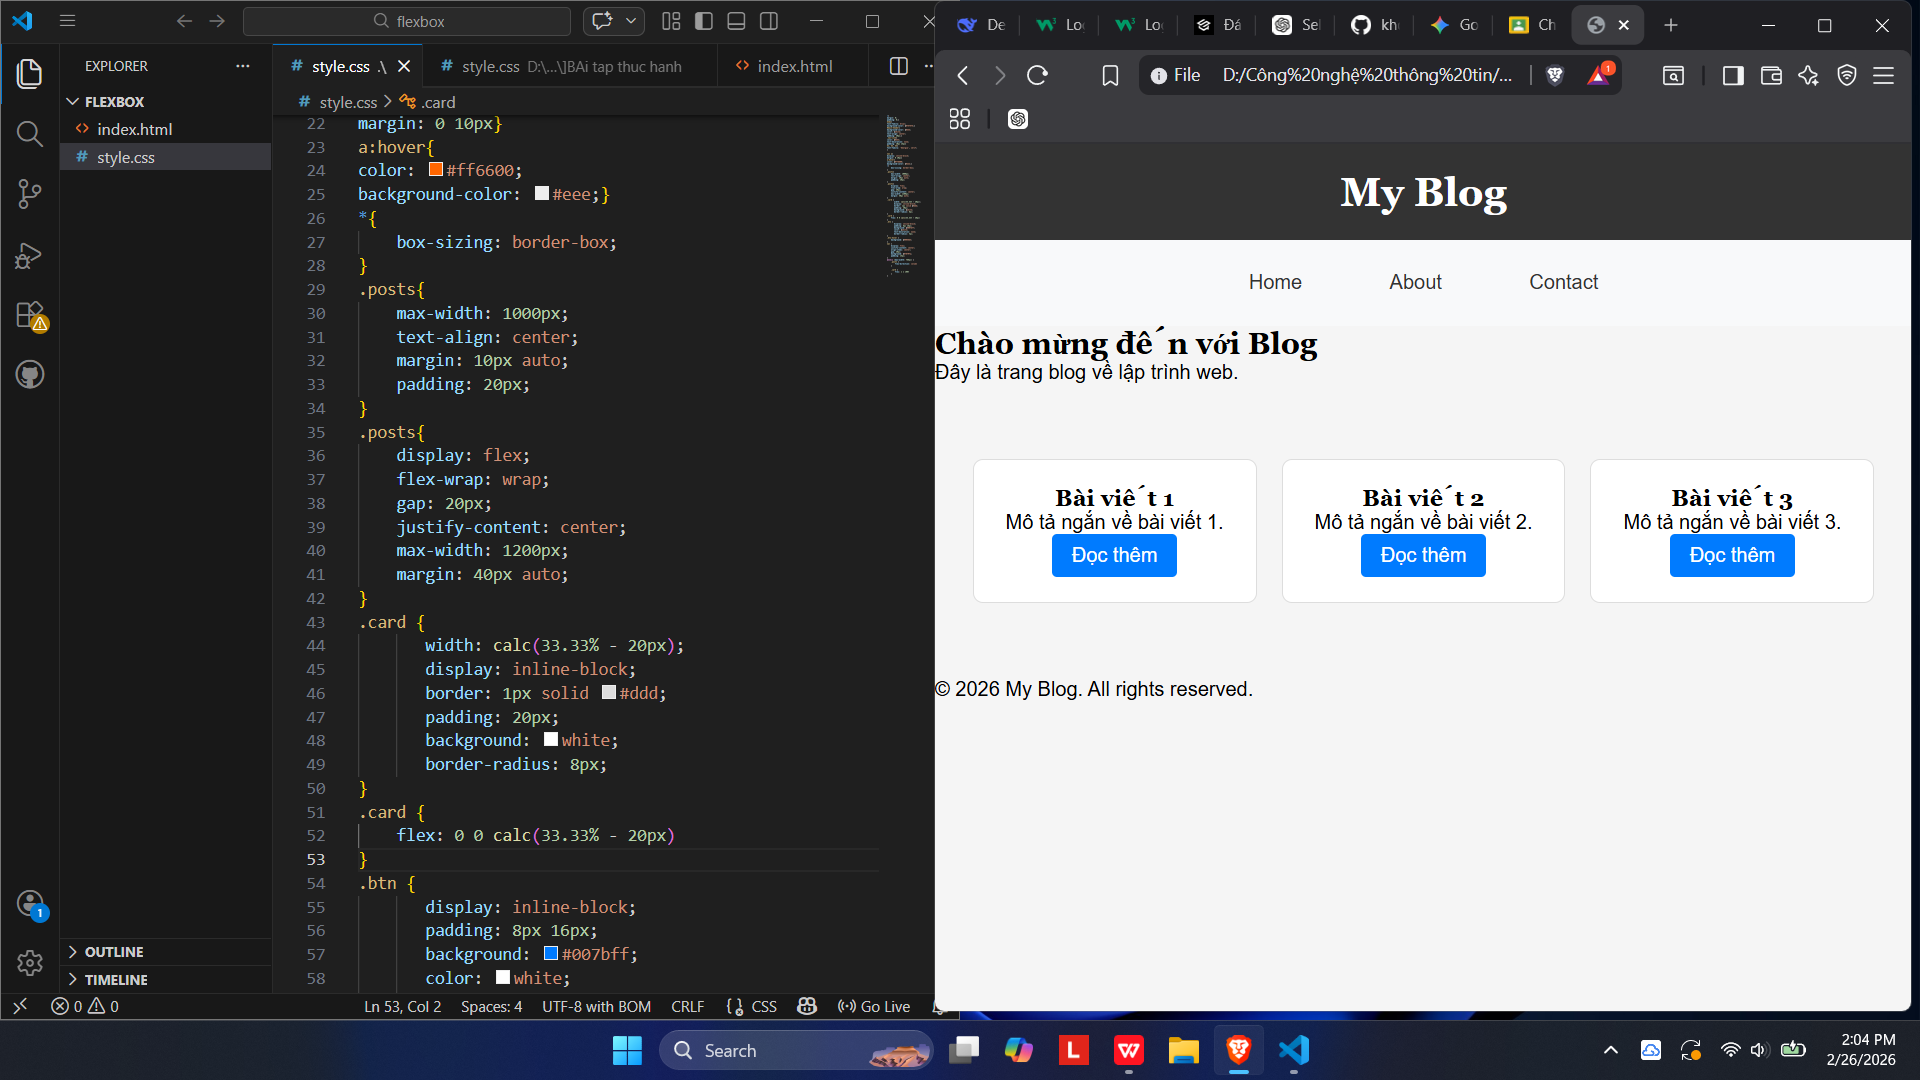 flexbox
EXPLORER
FLEXBOX
index.html
style.css
OUTLINE
TIMELINE
# style.css .\
# style.css D:\...\]BAi tap thuc hanh
index.html
# style.css > .card
22 margin: 0 10px}
23 a:hover{
24 color: #ff6600;
25 background-color: #eee;}
26 *{
27 box-sizing: border-box;
28 }
29 .posts{
30 max-width: 1000px;
31 text-align: center;
32 margin: 10px auto;
33 padding: 20px;
34 }
35 .posts{
36 display: flex;
37 flex-wrap: wrap;
38 gap: 20px;
39 justify-content: center;
40 max-width: 1200px;
41 margin: 40px auto;
42 }
43 .card {
44 width: calc(33.33% - 20px);
45 display: inline-block;
46 border: 1px solid #ddd;
47 padding: 20px;
48 background: white;
49 border-radius: 8px;
50 }
51 .card {
52 flex: 0 0 calc(33.33% - 20px)
53 }
54 .btn {
55 display: inline-block;
56 padding: 8px 16px;
57 background: #007bff;
58 color: white;
1
0 0
Ln 53, Col 2 Spaces: 4 UTF-8 with BOM CRLF CSS Go Live
De Lo Lo Đá Sel kh Go Ch
File D:/Công%20nghệ%20thông%20tin/... 1
My Blog
Home About Contact
Chào mừng đến với Blog
Đây là trang blog về lập trình web.
Bài viết 1
Mô tả ngắn về bài viết 1.
Đọc thêm
Bài viết 2
Mô tả ngắn về bài viết 2.
Đọc thêm
Bài viết 3
Mô tả ngắn về bài viết 3.
Đọc thêm
© 2026 My Blog. All rights reserved.
Search
L
W
2:04 PM
2/26/2026